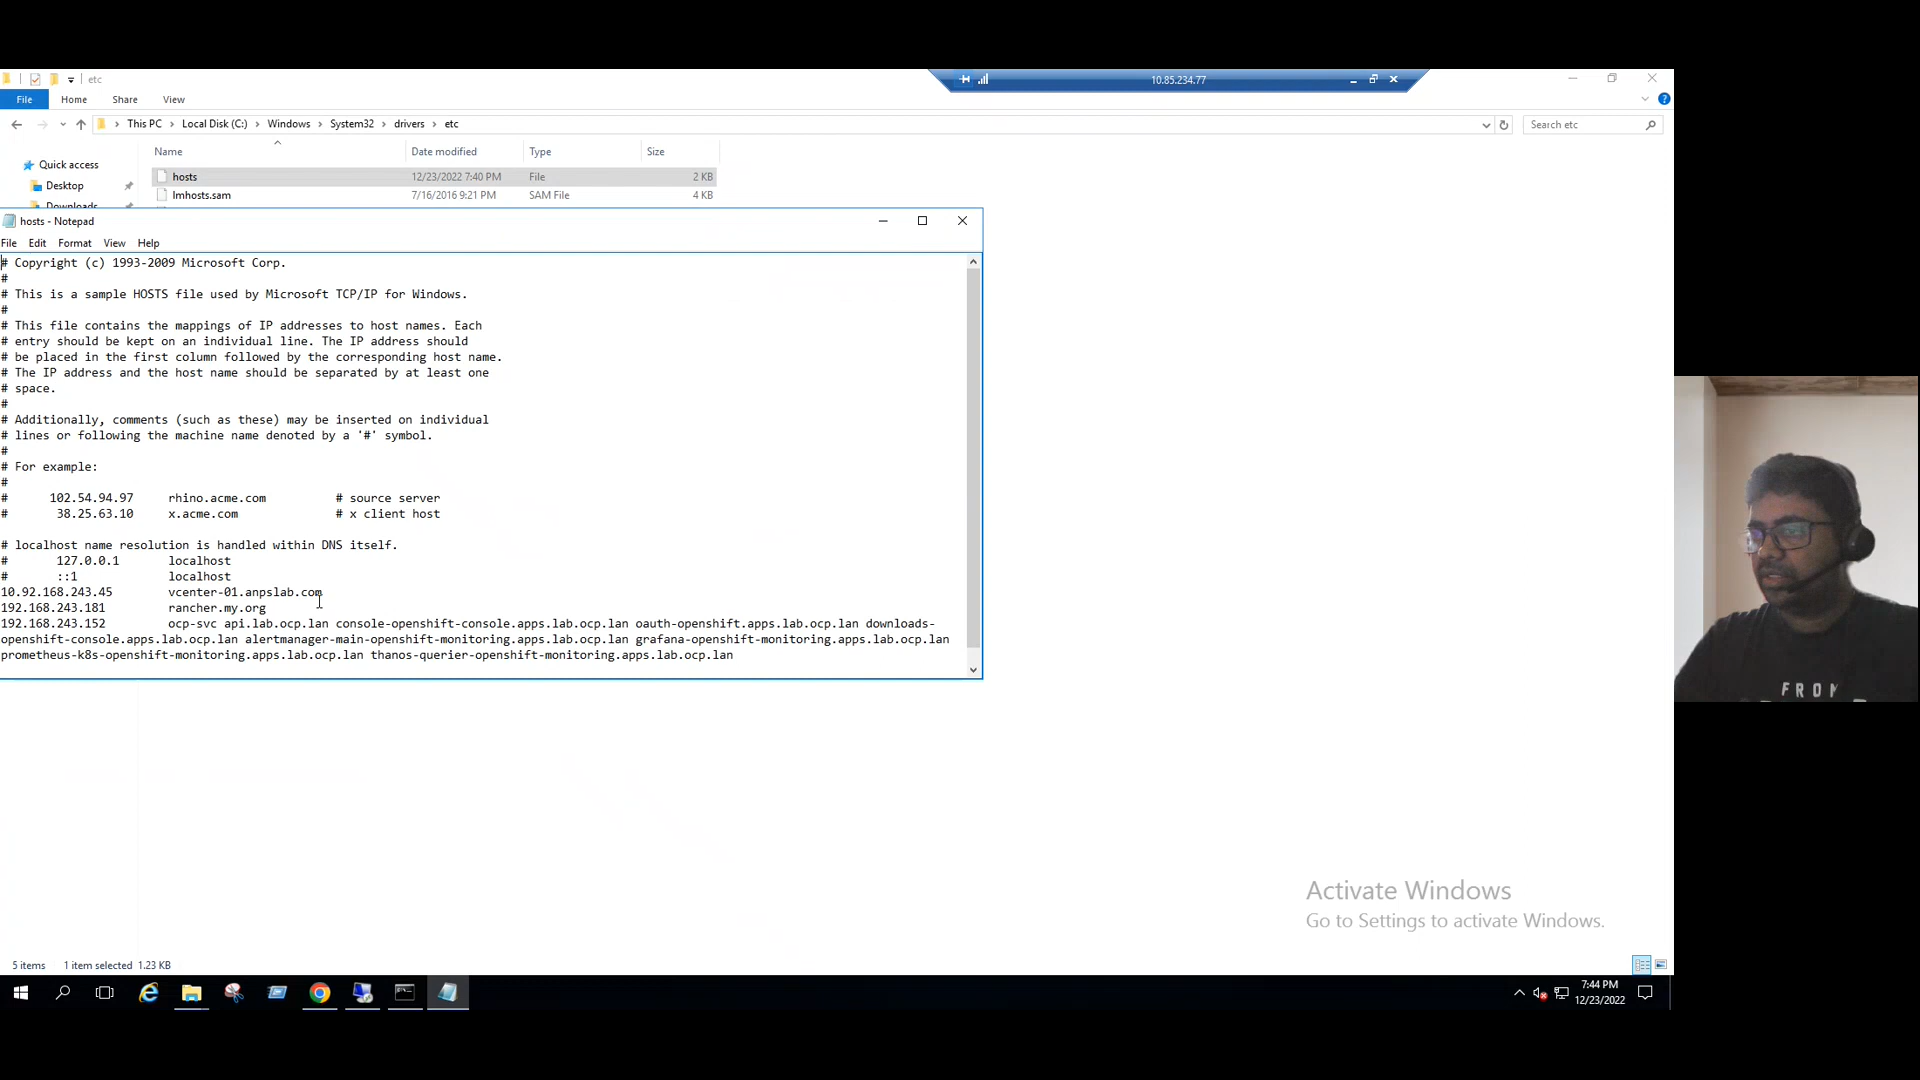 etc
10.85.234.77
File Home Share View
This PC Local Disk (C:) Windows System32 drivers etc
Search etc
Name Date modified Type Size
Quick access
hosts 12/23/2022 7:40 PM File 2 KB
Desktop
lmhosts.sam 7/16/2016 9:21 PM SAM File 4 KB
Downloads
hosts - Notepad
File Edit Format View Help
# Copyright (c) 1993-2009 Microsoft Corp.
#
# This is a sample HOSTS file used by Microsoft TCP/IP for Windows.
#
# This file contains the mappings of IP addresses to host names. Each
# entry should be kept on an individual line. The IP address should
# be placed in the first column followed by the corresponding host name.
# The IP address and the host name should be separated by at least one
# space.
#
# Additionally, comments (such as these) may be inserted on individual
# lines or following the machine name denoted by a '#' symbol.
#
# For example:
#
#      102.54.94.97     rhino.acme.com          # source server
#       38.25.63.10     x.acme.com              # x client host

# localhost name resolution is handled within DNS itself.
#       127.0.0.1       localhost
#       ::1             localhost
10.92.168.243.45        vcenter-01.anpslab.com
192.168.243.181         rancher.my.org
192.168.243.152         ocp-svc api.lab.ocp.lan console-openshift-console.apps.lab.ocp.lan oauth-openshift.apps.lab.ocp.lan downloads-
openshift-console.apps.lab.ocp.lan alertmanager-main-openshift-monitoring.apps.lab.ocp.lan grafana-openshift-monitoring.apps.lab.ocp.lan
prometheus-k8s-openshift-monitoring.apps.lab.ocp.lan thanos-querier-openshift-monitoring.apps.lab.ocp.lan
Activate Windows
Go to Settings to activate Windows.
5 items 1 item selected 1.23 KB
7:44 PM
12/23/2022
FROM